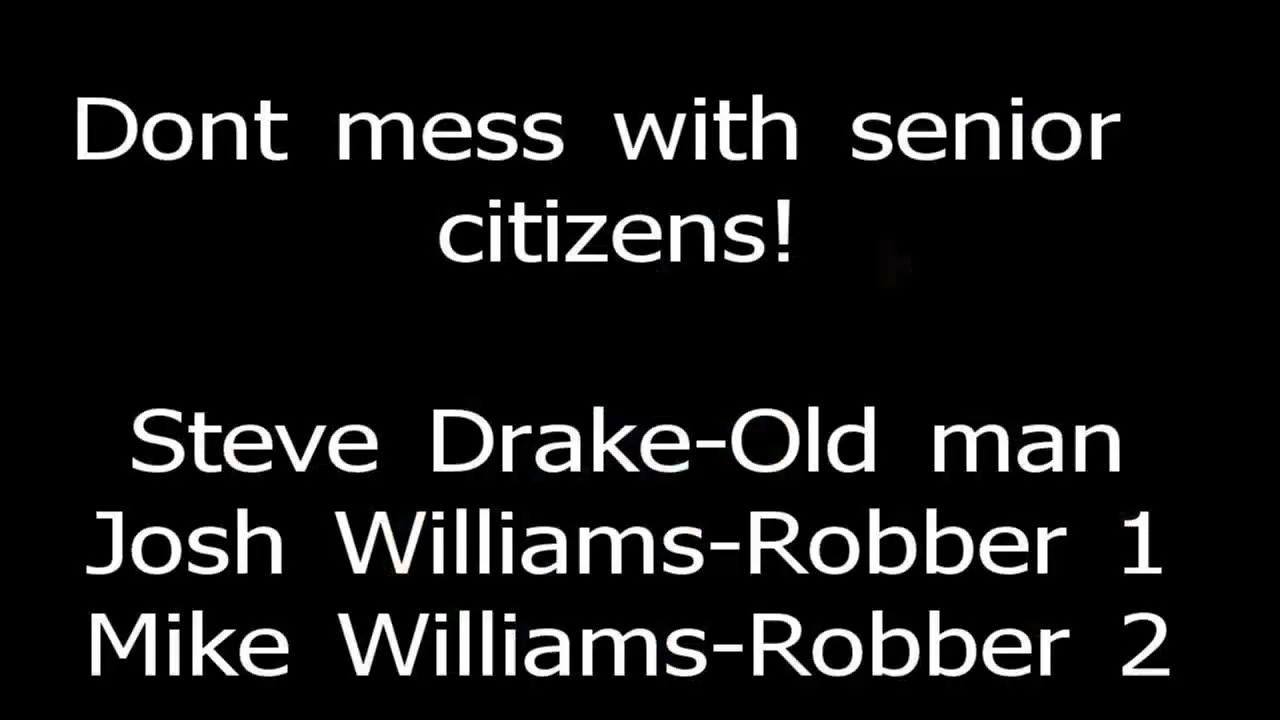 Dont mess with senior
citizens!
Steve Drake-Old man
Josh Williams-Robber 1
Mike Williams-Robber 2